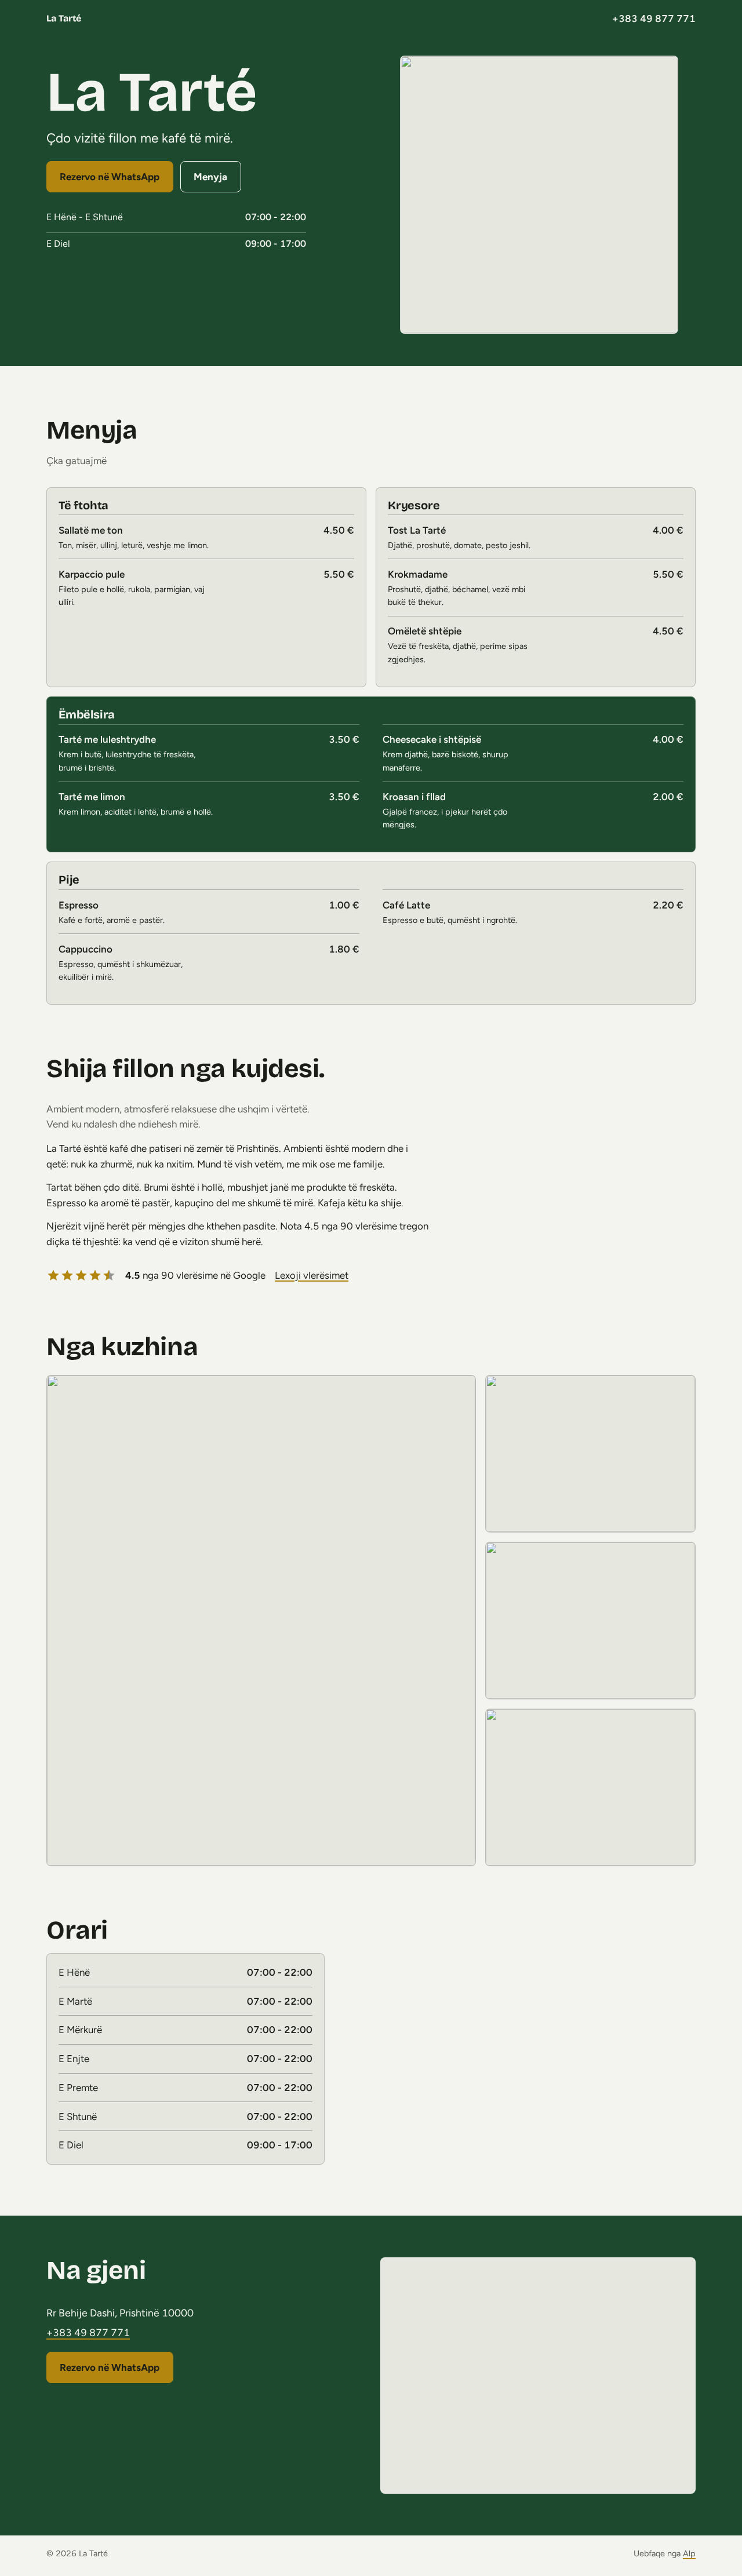 La Tarté
+383 49 877 771
La Tarté
Çdo vizitë fillon me kafé të mirë.
Rezervo në WhatsApp
Menyja
E Hënë - E Shtunë 07:00 - 22:00
E Diel 09:00 - 17:00
Menyja
Çka gatuajmë
Të ftohta
Sallatë me ton 4.50 €
Ton, misër, ullinj, leturë, veshje me limon.
Karpaccio pule 5.50 €
Fileto pule e hollë, rukola, parmigian, vaj
ulliri.
Kryesore
Tost La Tarté 4.00 €
Djathë, proshutë, domate, pesto jeshil.
Krokmadame 5.50 €
Proshutë, djathë, béchamel, vezë mbi
bukë të thekur.
Omëletë shtëpie 4.50 €
Vezë të freskëta, djathë, perime sipas
zgjedhjes.
Ëmbëlsira
Tarté me luleshtrydhe 3.50 €
Krem i butë, luleshtrydhe të freskëta,
brumë i brishtë.
Tarté me limon 3.50 €
Krem limon, aciditet i lehtë, brumë e hollë.
Cheesecake i shtëpisë 4.00 €
Krem djathë, bazë biskotë, shurup
manaferre.
Kroasan i fllad 2.00 €
Gjalpë francez, i pjekur herët çdo
mëngjes.
Pije
Espresso 1.00 €
Kafé e fortë, aromë e pastër.
Cappuccino 1.80 €
Espresso, qumësht i shkumëzuar,
ekuilibër i mirë.
Café Latte 2.20 €
Espresso e butë, qumësht i ngrohtë.
Shija fillon nga kujdesi.
Ambient modern, atmosferë relaksuese dhe ushqim i vërtetë.
Vend ku ndalesh dhe ndiehesh mirë.
La Tarté është kafé dhe patiseri në zemër të Prishtinës. Ambienti është modern dhe i
qetë: nuk ka zhurmë, nuk ka nxitim. Mund të vish vetëm, me mik ose me familje.
Tartat bëhen çdo ditë. Brumi është i hollë, mbushjet janë me produkte të freskëta.
Espresso ka aromë të pastër, kapuçino del me shkumë të mirë. Kafeja këtu ka shije.
Njerëzit vijnë herët për mëngjes dhe kthehen pasdite. Nota 4.5 nga 90 vlerësime tregon
diçka të thjeshtë: ka vend që e viziton shumë herë.
4.5 nga 90 vlerësime në Google Lexoji vlerësimet
Nga kuzhina
Orari
E Hënë 07:00 - 22:00
E Martë 07:00 - 22:00
E Mërkurë 07:00 - 22:00
E Enjte 07:00 - 22:00
E Premte 07:00 - 22:00
E Shtunë 07:00 - 22:00
E Diel 09:00 - 17:00
Na gjeni
Rr Behije Dashi, Prishtinë 10000
+383 49 877 771
Rezervo në WhatsApp
© 2026 La Tarté
Uebfaqe nga Alp